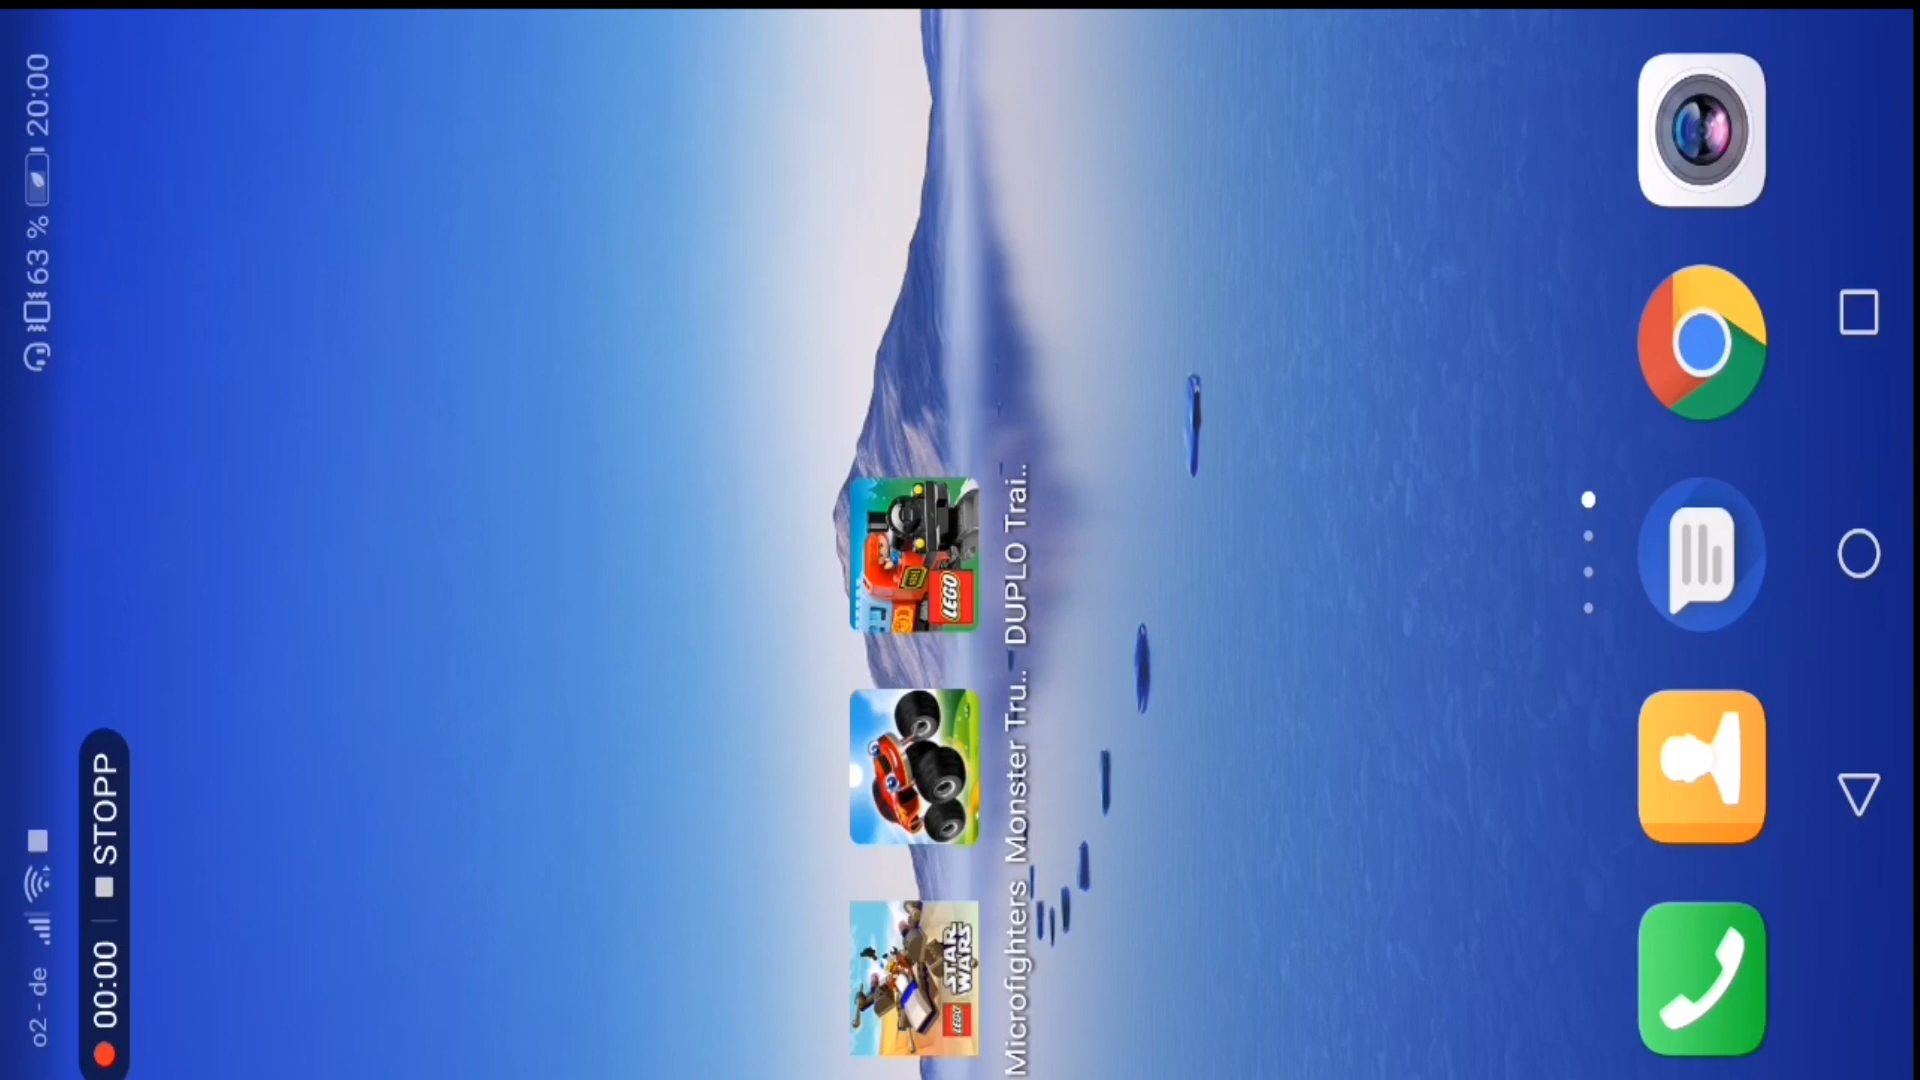 o2 - de 63 % 20:00
00:00 STOPP
STAR WARS
LEGO
LEGO
Microfighters Monster Tru.. DUPLO Trai..